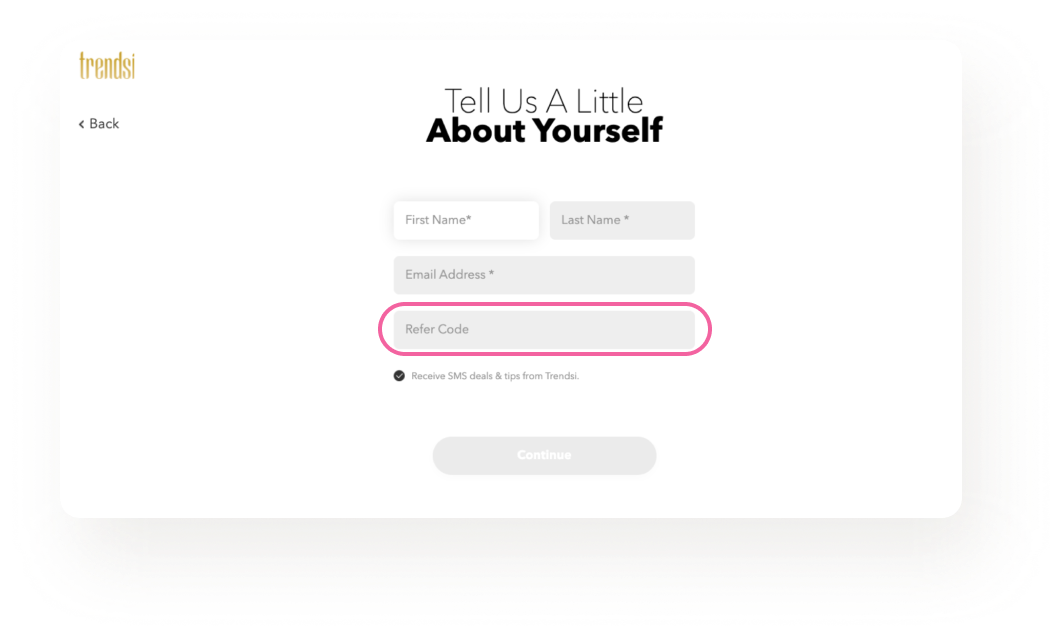 trendsi
Tell Us A Little
< Back
About Yourself
First Name*
Last Name *
Email Address *
Refer Code
Receive SMS deals & tips from Trendsi.
Continue